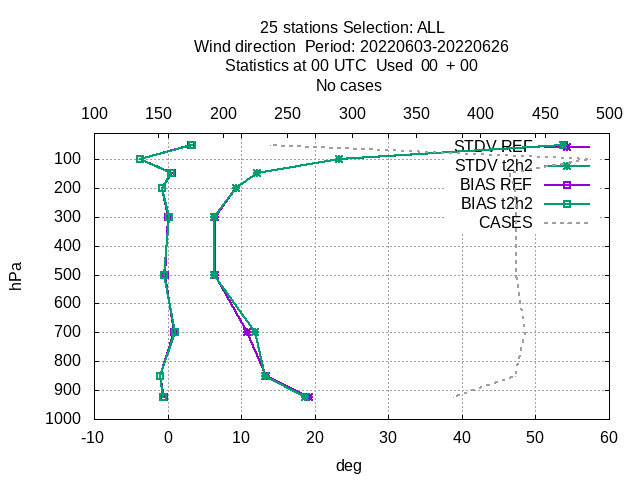 25 stations Selection: ALL
Wind direction  Period: 20220603-20220626
Statistics at 00 UTC  Used  00  + 00
No cases
100 150 200 250 300 350 400 450 500
STDV REF
STDV t2h2
BIAS REF
BIAS t2h2
CASES
hPa
100
200
300
400
500
600
700
800
900
1000
-10 0 10 20 30 40 50 60
deg